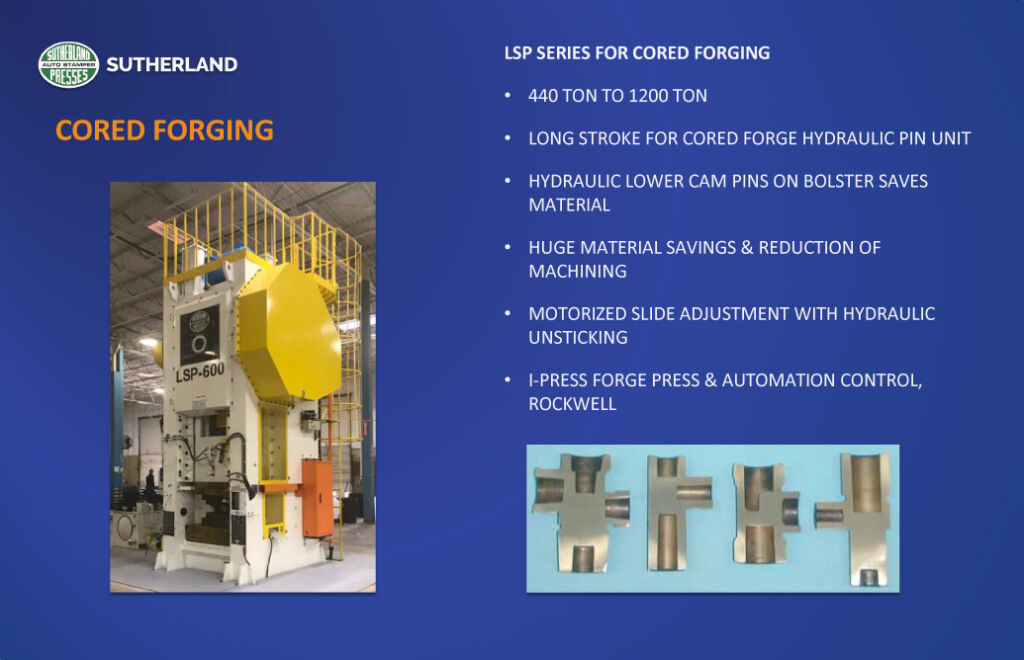 SUTHERLAND
AUTO STAMPER
PRESSES
SUTHERLAND
CORED FORGING
LSP-600
LSP SERIES FOR CORED FORGING
• 440 TON TO 1200 TON
• LONG STROKE FOR CORED FORGE HYDRAULIC PIN UNIT
• HYDRAULIC LOWER CAM PINS ON BOLSTER SAVES
MATERIAL
• HUGE MATERIAL SAVINGS & REDUCTION OF
MACHINING
• MOTORIZED SLIDE ADJUSTMENT WITH HYDRAULIC
UNSTICKING
• I-PRESS FORGE PRESS & AUTOMATION CONTROL,
ROCKWELL